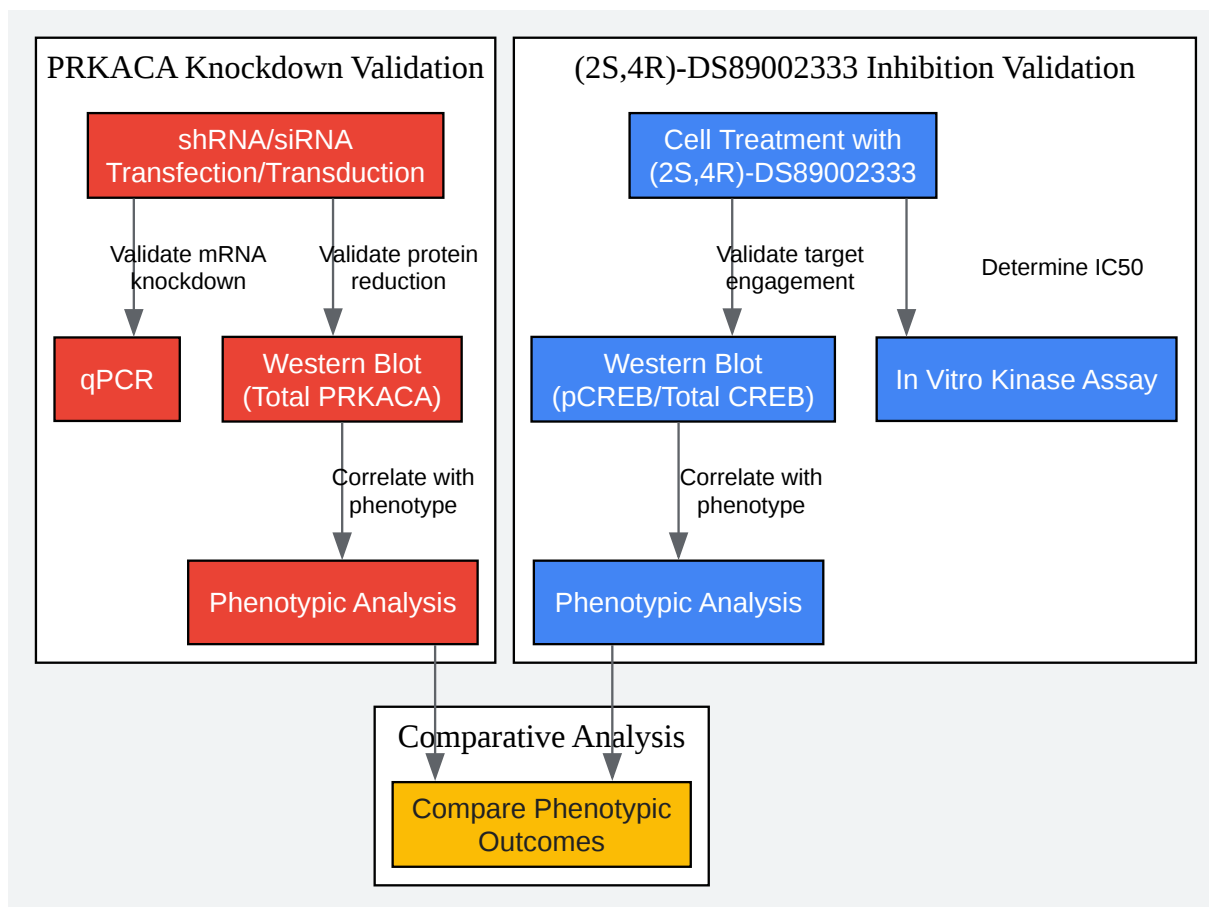 PRKACA Knockdown Validation
shRNA/siRNA
Transfection/Transduction
Validate mRNA
knockdown
Validate protein
reduction
qPCR
Western Blot
(Total PRKACA)
Correlate with
phenotype
Phenotypic Analysis
(2S,4R)-DS89002333 Inhibition Validation
Cell Treatment with
(2S,4R)-DS89002333
Validate target
engagement
Determine IC50
Western Blot
(pCREB/Total CREB)
In Vitro Kinase Assay
Correlate with
phenotype
Phenotypic Analysis
Comparative Analysis
Compare Phenotypic
Outcomes